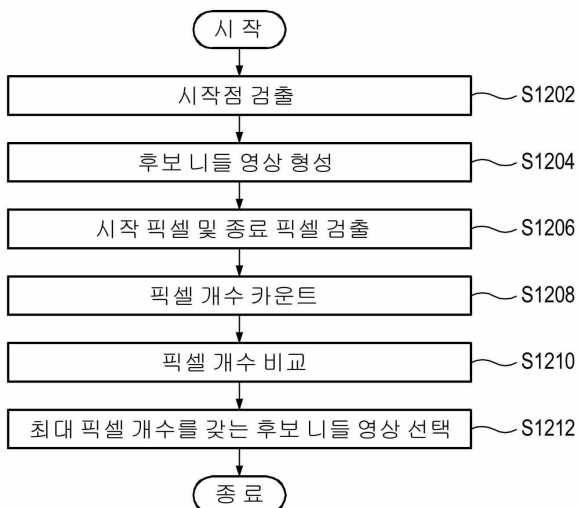 시작
시작점 검출
S1202
후보 니들 영상 형성
S1204
시작 픽셀 및 종료 픽셀 검출
S1206
픽셀 개수 카운트
S1208
픽셀 개수 비교
S1210
최대 픽셀 개수를 갖는 후보 니들 영상 선택
S1212
종료